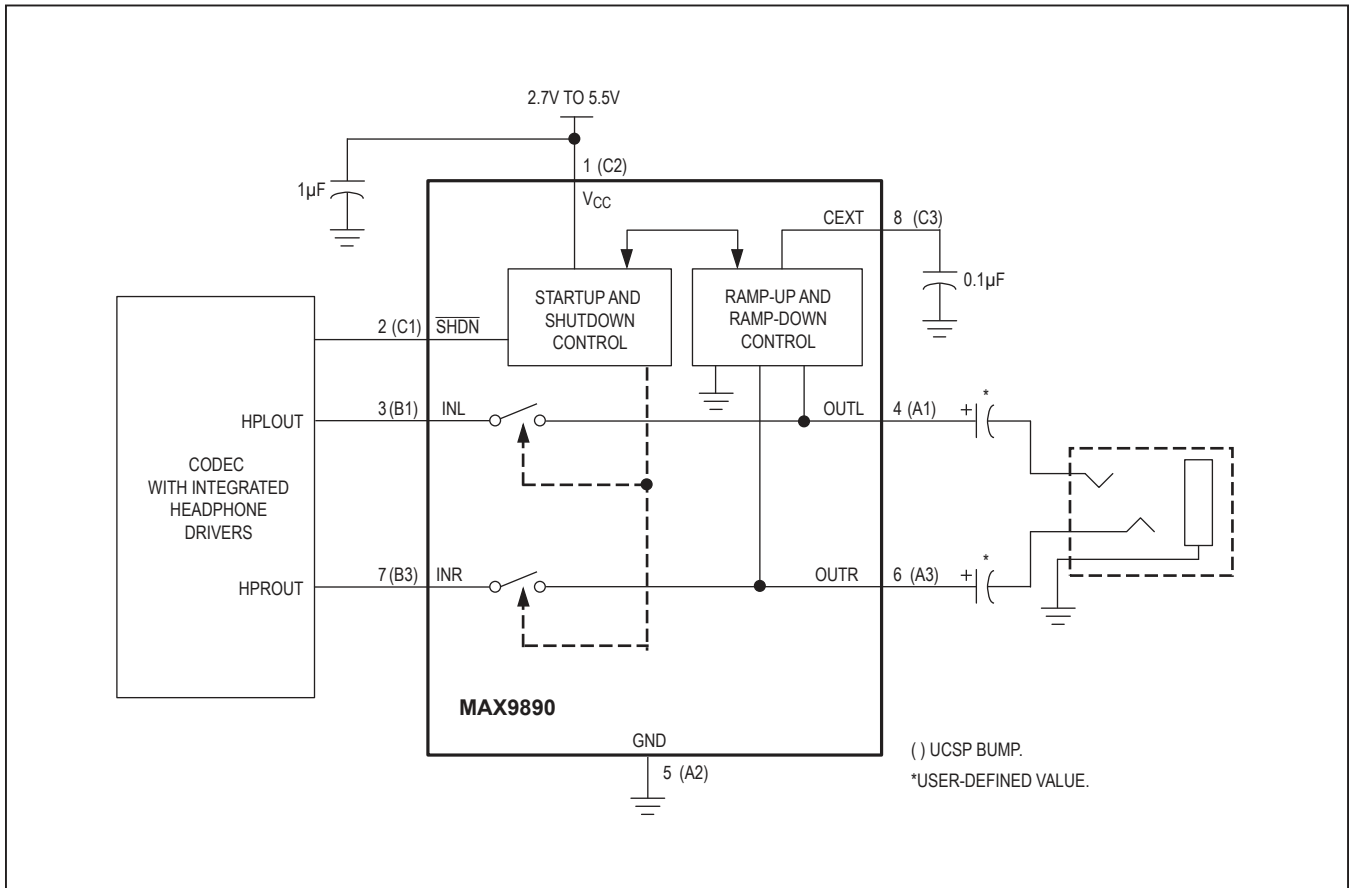 2.7V TO 5.5V
1 (C2)
1µF
VCC
CEXT
8 (C3)
0.1µF
STARTUP AND
SHUTDOWN
CONTROL
RAMP-UP AND
RAMP-DOWN
CONTROL
2 (C1)
SHDN
HPLOUT
3 (B1)
INL
OUTL
4 (A1)
+
*
CODEC
WITH INTEGRATED
HEADPHONE
DRIVERS
HPROUT
7 (B3)
INR
OUTR
6 (A3)
+
*
MAX9890
GND
5 (A2)
( ) UCSP BUMP.
*USER-DEFINED VALUE.